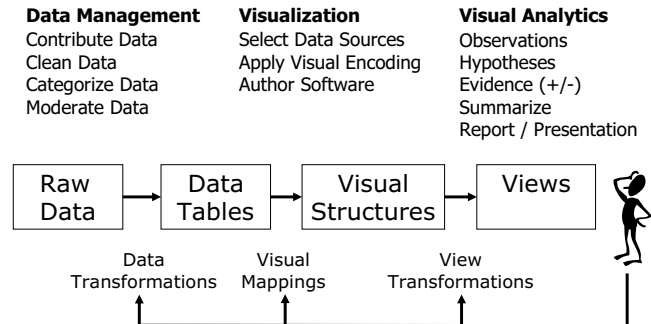 Data Management
Contribute Data
Clean Data
Categorize Data
Moderate Data
Visualization
Select Data Sources
Apply Visual Encoding
Author Software
Visual Analytics
Observations
Hypotheses
Evidence (+/-)
Summarize
Report / Presentation
Raw
Data
Data
Tables
Visual
Structures
Views
Data
Transformations
Visual
Mappings
View
Transformations